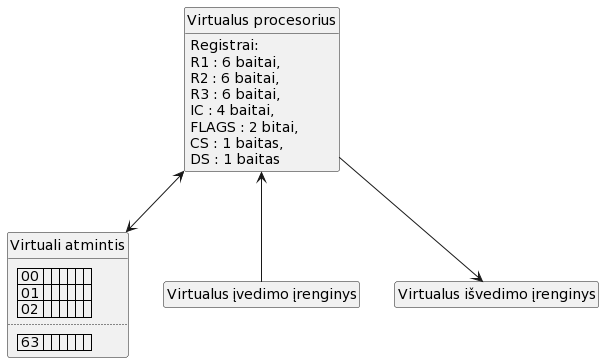 Virtualus procesorius
Registrai:
R1 : 6 baitai,
R2 : 6 baitai,
R3 : 6 baitai,
IC : 4 baitai,
FLAGS : 2 bitai,
CS : 1 baitas,
DS : 1 baitas
Virtuali atmintis
00
01
02
63
Virtualus įvedimo įrenginys
Virtualus išvedimo įrenginys